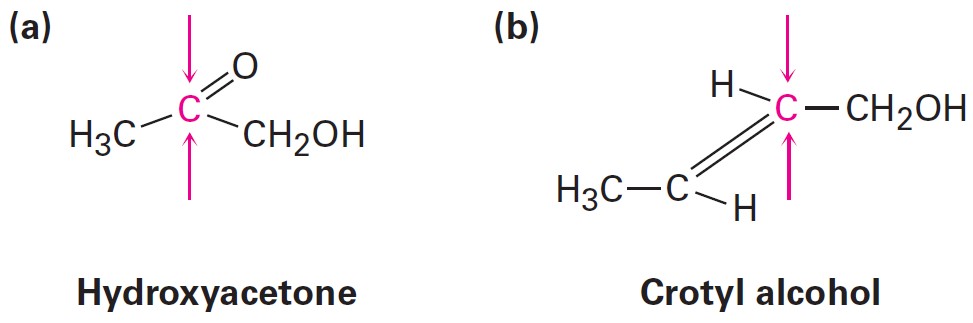 (a)
O
C
H₃C
CH₂OH
Hydroxyacetone
(b)
H
C
CH₂OH
H₃C
C
H
Crotyl alcohol